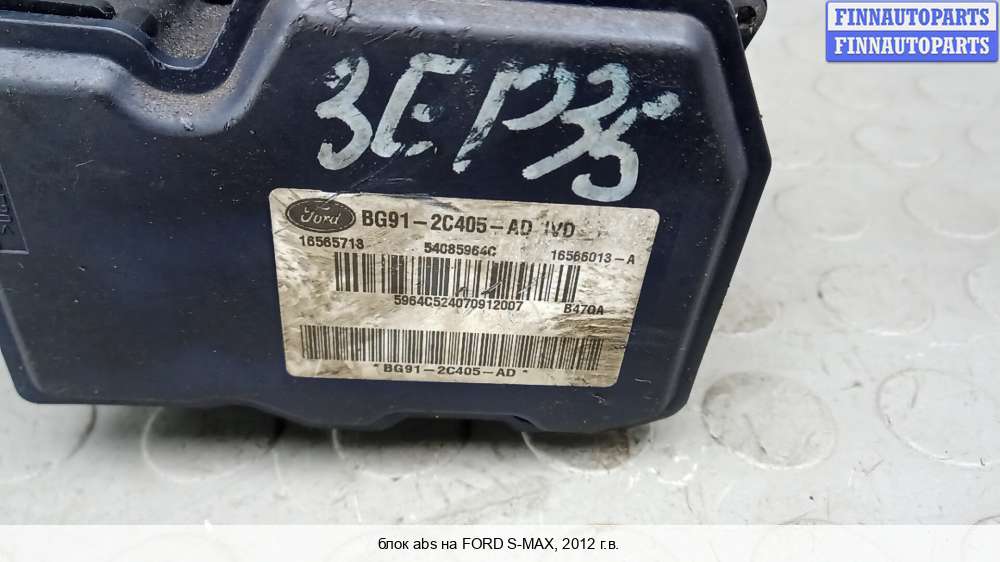 FINNAUTOPARTS
FINNAUTOPARTS
3EP35
Ford BG91-2C405-AD IVD
16565713 54085964C 16566013-A
5964C524070912007 B470A
*BG91-2C405-AD*
блок abs на FORD S-MAX, 2012 г.в.